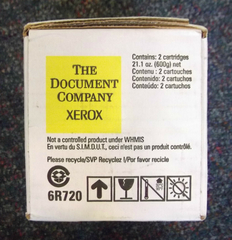 THE
DOCUMENT
COMPANY
XEROX
Contains: 2 cartridges
21.1 oz. (600g) net
Contenu : 2 cartouches
Contenido: 2 cartuchos
Conteúdo: 2 cartuchos
Not a controlled product under WHMIS
En vertu du S.I.M.D.U.T., ceci n'est pas un produit contrôlé.
Please recycle/SVP Recyclez !/Por favor recicle
6R720